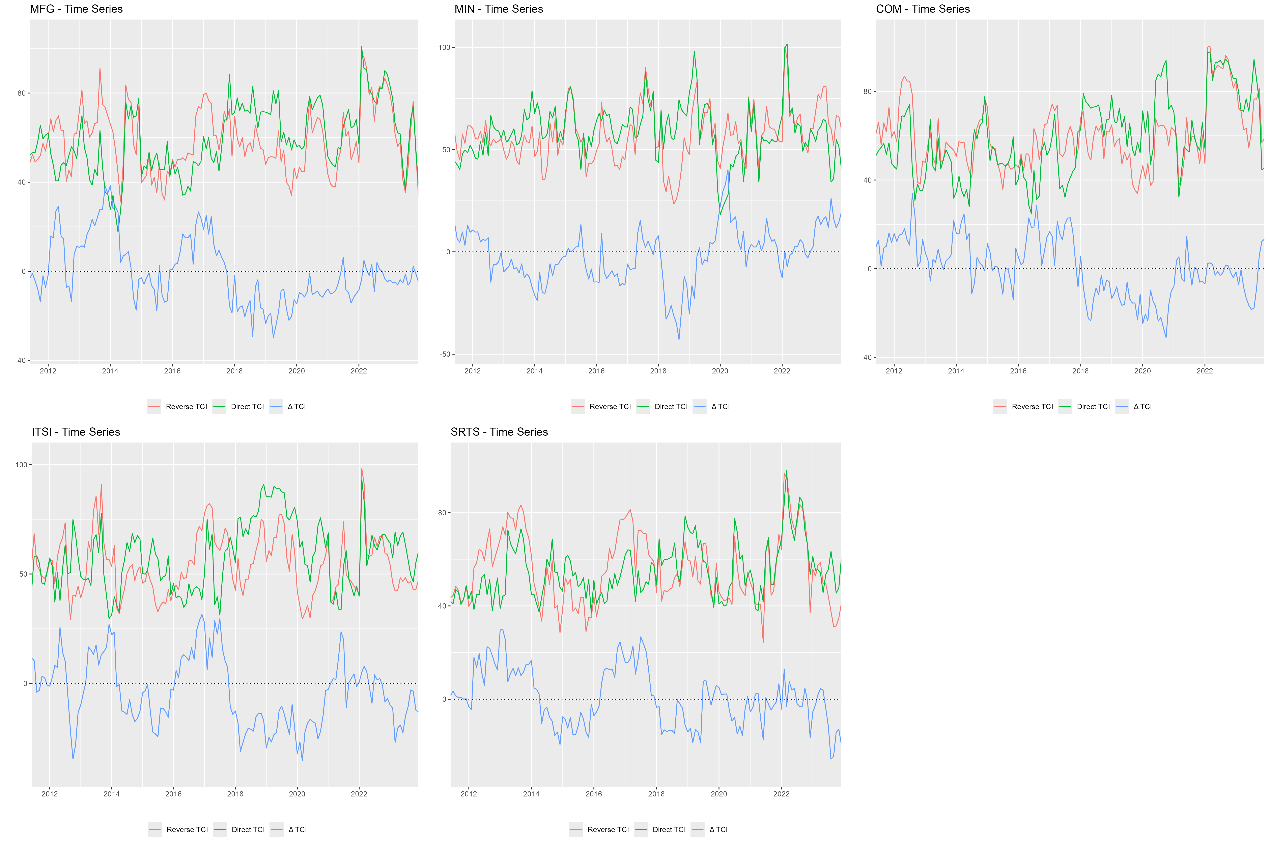 MFG - Time Series
80
40
0
40
2012 2014 2016 2018 2020 2022
Reverse TCI Direct TCI Δ TCI
MIN - Time Series
100
50
0
-50
2012 2014 2016 2018 2020 2022
Reverse TCI Direct TCI Δ TCI
COM - Time Series
80
40
0
40
2012 2014 2016 2018 2020 2022
Reverse TCI Direct TCI Δ TCI
ITSI - Time Series
100
50
0
2012 2014 2016 2018 2020 2022
Reverse TCI Direct TCI Δ TCI
SRTS - Time Series
80
40
0
2012 2014 2016 2018 2020 2022
Reverse TCI Direct TCI Δ TCI